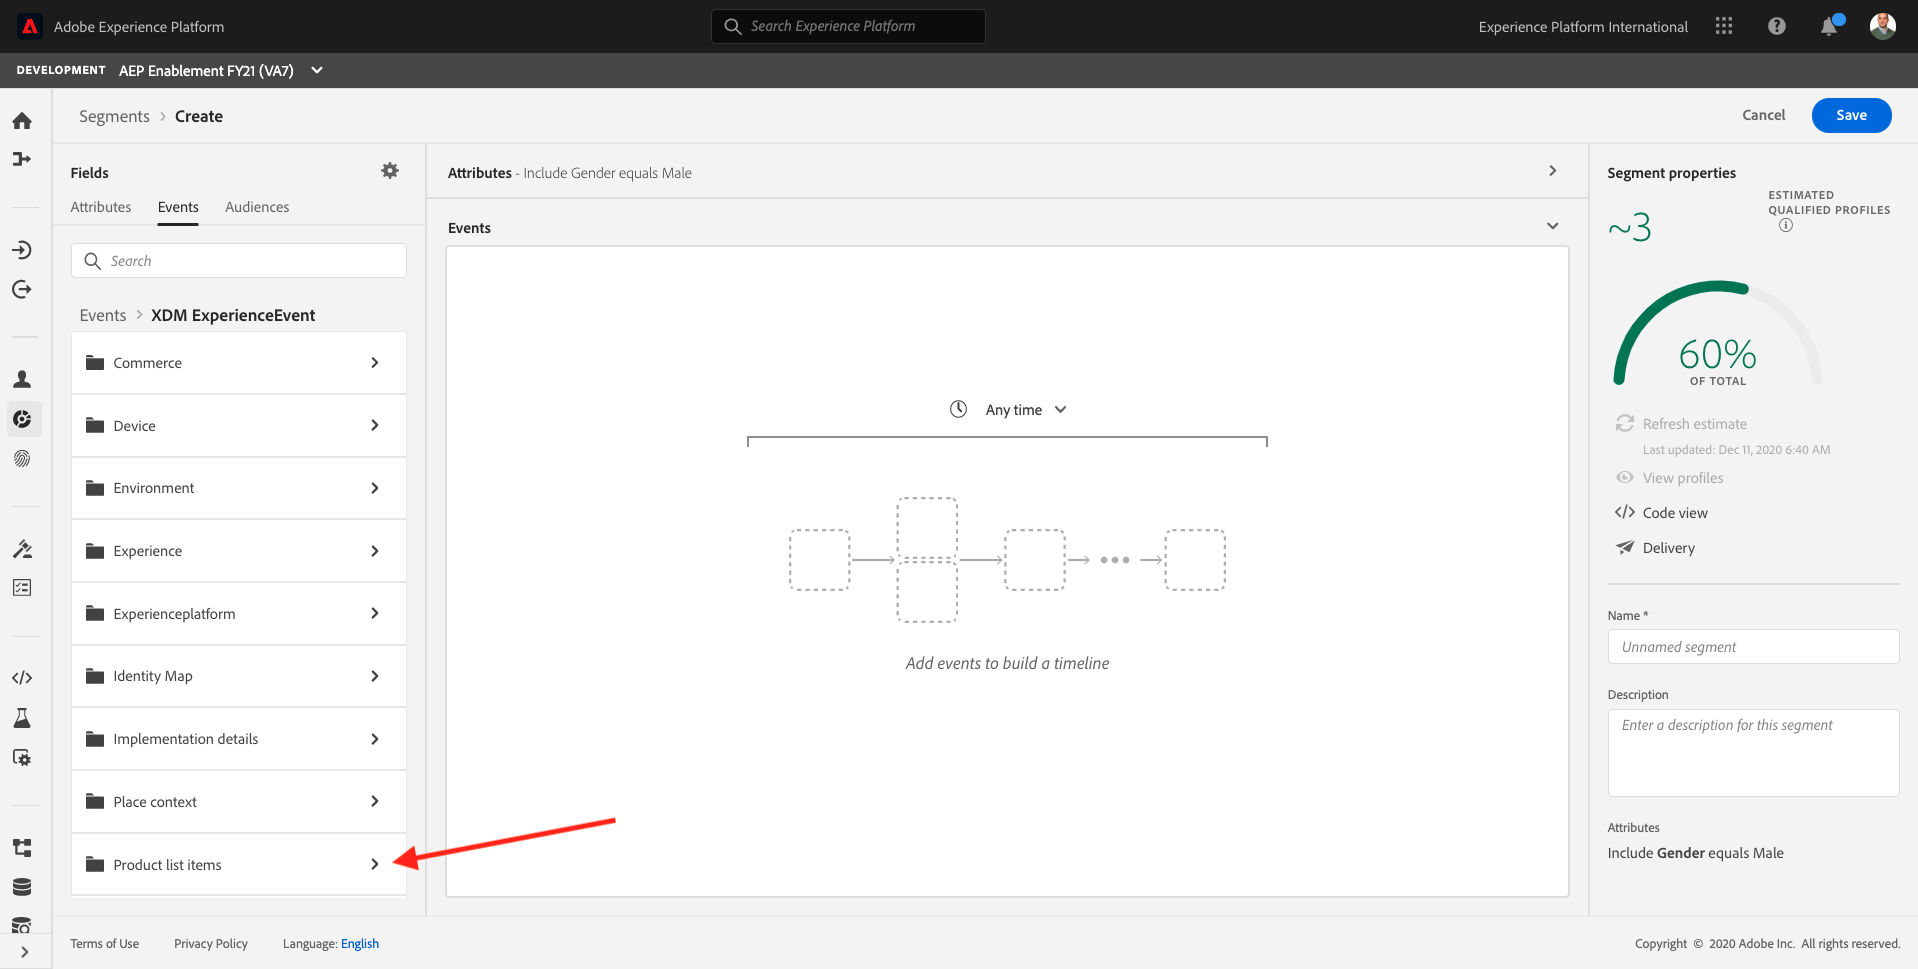 Adobe Experience Platform
Search Experience Platform
Experience Platform International
DEVELOPMENT AEP Enablement FY21 (VA7)
Segments > Create
Cancel
Save
Fields
Attributes Events Audiences
Search
Events > XDM ExperienceEvent
Commerce
Device
Environment
Experience
Experienceplatform
Identity Map
Implementation details
Place context
Product list items
Attributes - Include Gender equals Male
Events
Any time
Add events to build a timeline
Segment properties
~3
ESTIMATED
QUALIFIED PROFILES
60%
OF TOTAL
Refresh estimate
Last updated: Dec 11, 2020 6:40 AM
View profiles
</> Code view
Delivery
Name *
Unnamed segment
Description
Enter a description for this segment
Attributes
Include Gender equals Male
Terms of Use Privacy Policy Language: English
Copyright © 2020 Adobe Inc. All rights reserved.